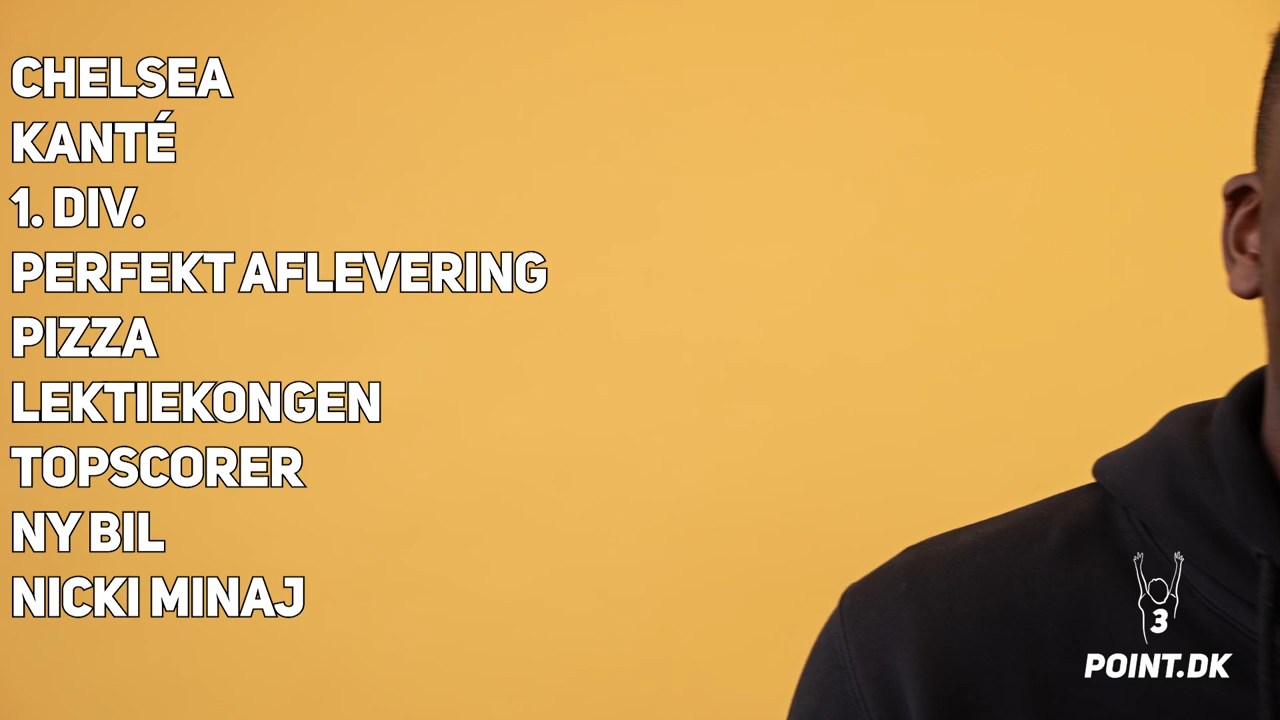 CHELSEA
KANTÉ
1. DIV.
PERFEKT AFLEVERING
PIZZA
LEKTIEKONGEN
TOPSCORER
NY BIL
NICKI MINAJ
3
POINT.DK